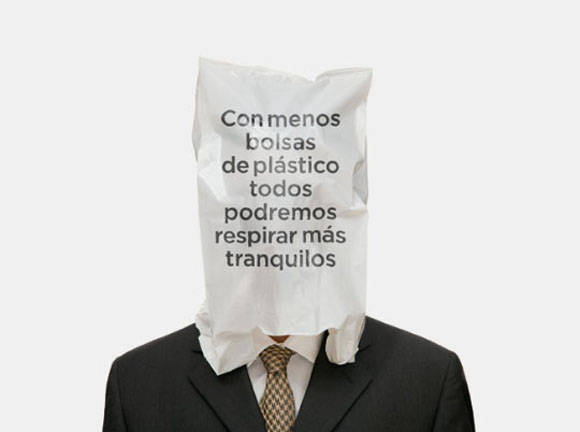 Con menos
bolsas
de plástico
todos
podremos
respirar más
tranquilos